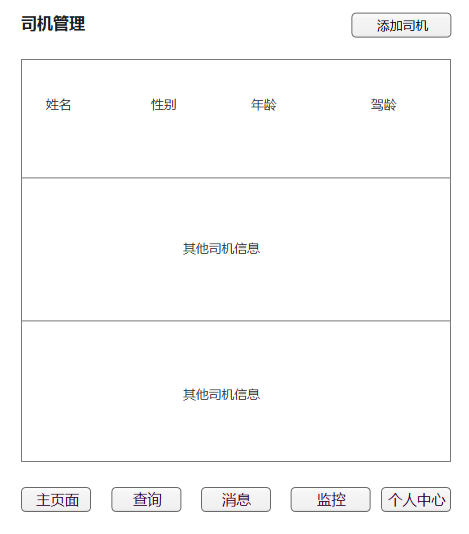 司机管理 添加司机
姓名 性别 年龄 驾龄
其他司机信息
其他司机信息
主页面 查询 消息 监控 个人中心